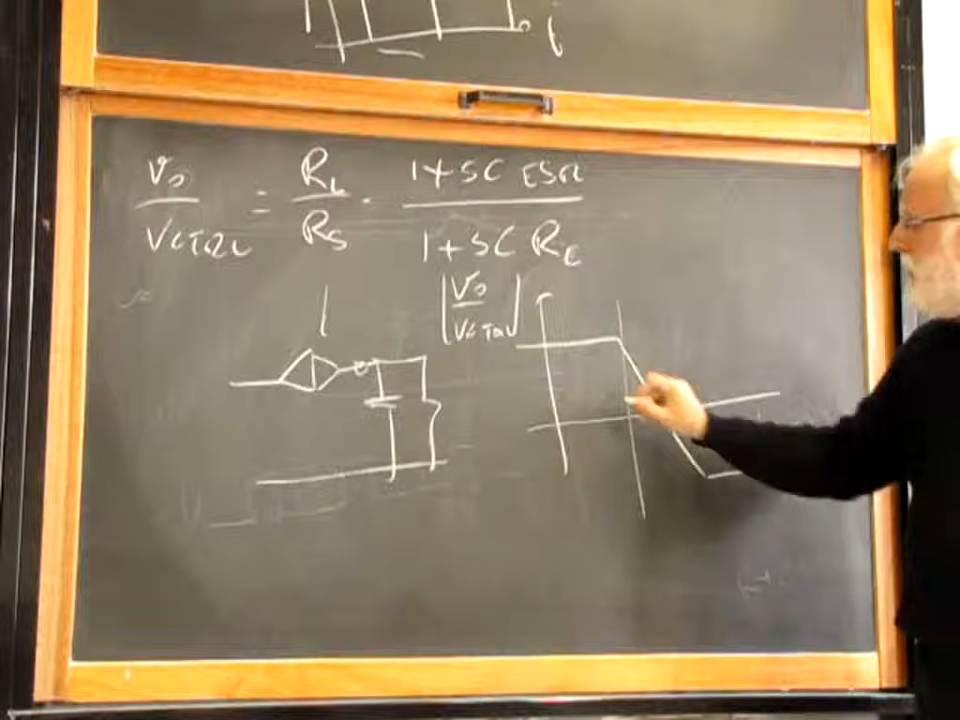 i
Vo/VCTRL = RL/RS · (1+SC ESR)/(1+SC RL)
|Vo/VCTRL|